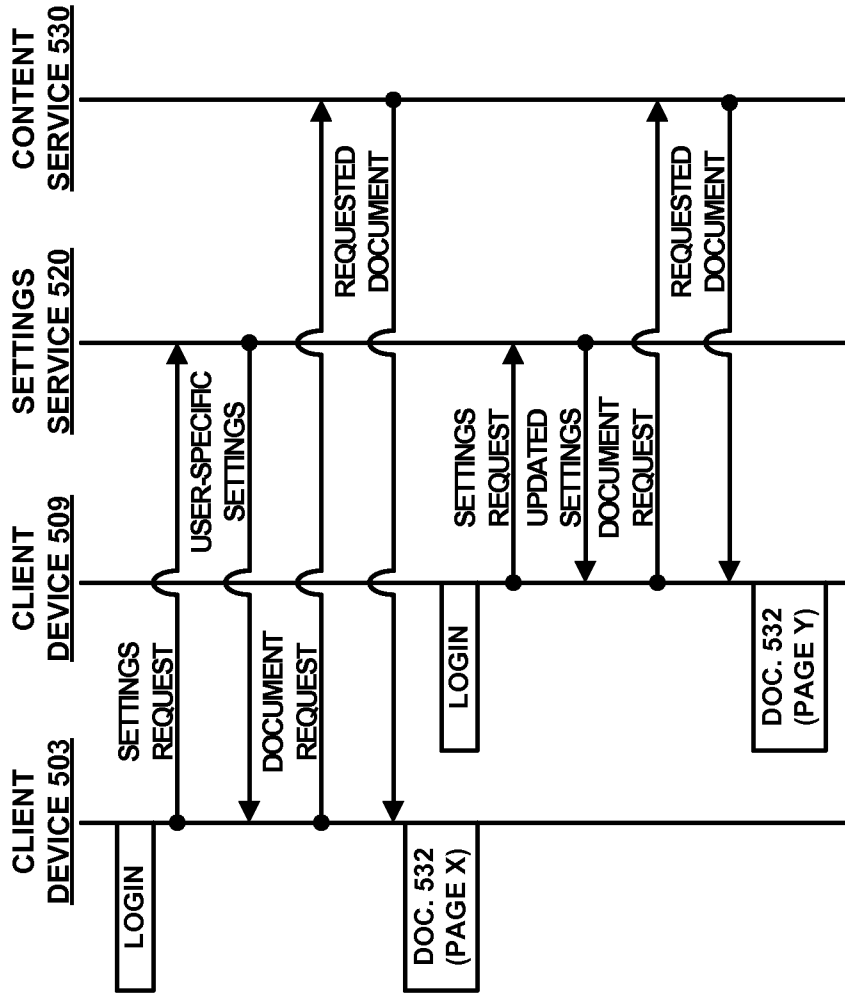 CLIENT
DEVICE 503
CLIENT
DEVICE 509
SETTINGS
SERVICE 520
CONTENT
SERVICE 530
LOGIN
SETTINGS
REQUEST
USER-SPECIFIC
SETTINGS
DOCUMENT
REQUEST
REQUESTED
DOCUMENT
DOC. 532
(PAGE X)
LOGIN
SETTINGS
REQUEST
UPDATED
SETTINGS
DOCUMENT
REQUEST
REQUESTED
DOCUMENT
DOC. 532
(PAGE Y)